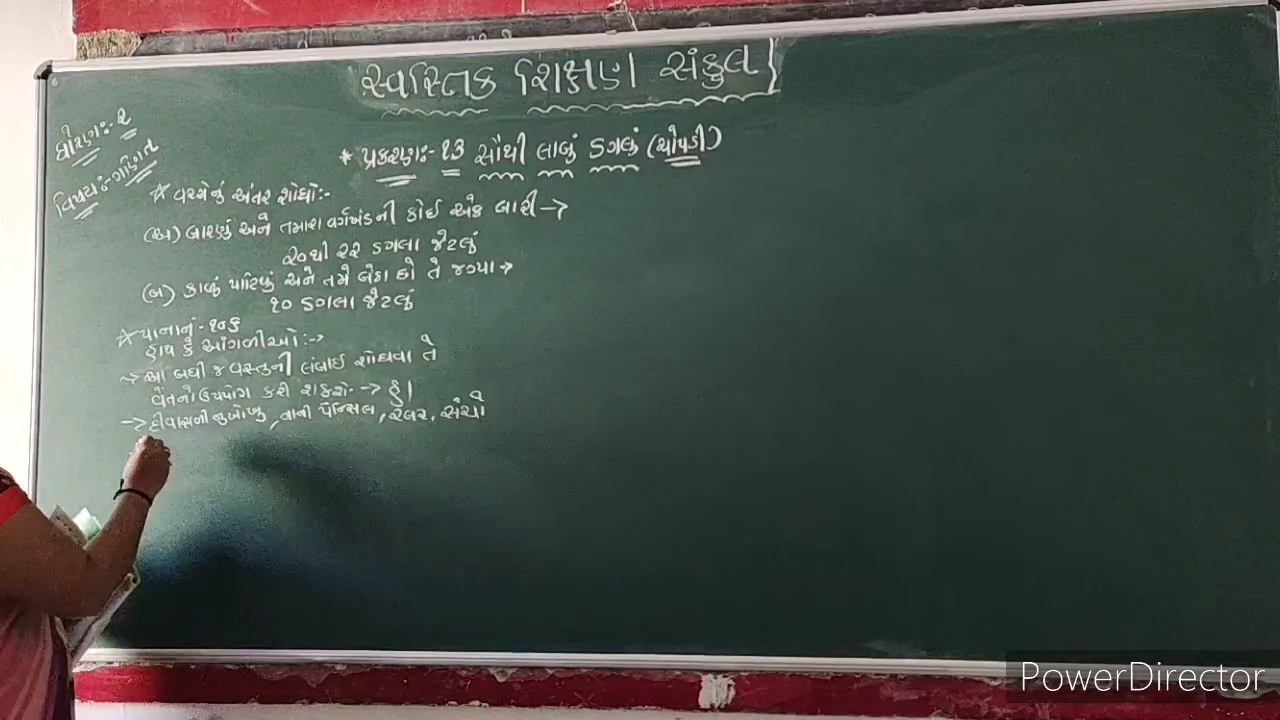 સ્વસ્તિક શિક્ષણ સંકુલ
ધોરણ:- ૨
વિષય:- ગણિત
* પ્રકરણ:- ૧૩ સૌથી લાબું ડગલું (ચોપડી)
* વચ્ચેનું અંતર શોધો:-
(અ) બારણું અને તમારા વર્ગખંડની કોઈ એક બારી →
૨૦થી ૨૨ ડગલા જેટલું
(બ) કાળું પાટિયું અને તમે બેઠા છો તે જગ્યા →
૧૦ ડગલા જેટલું
* પાનાનું - ૧૦૬
હાથ કે આંગળીઓ:→
→ આ બધી જ વસ્તુની લંબાઈ શોધવા તે
વેંતનો ઉપયોગ કરી શકશે → હા
→ દીવાસળીનું ખોખુ, નાની પેન્સિલ, રબર, સંચો
PowerDirector